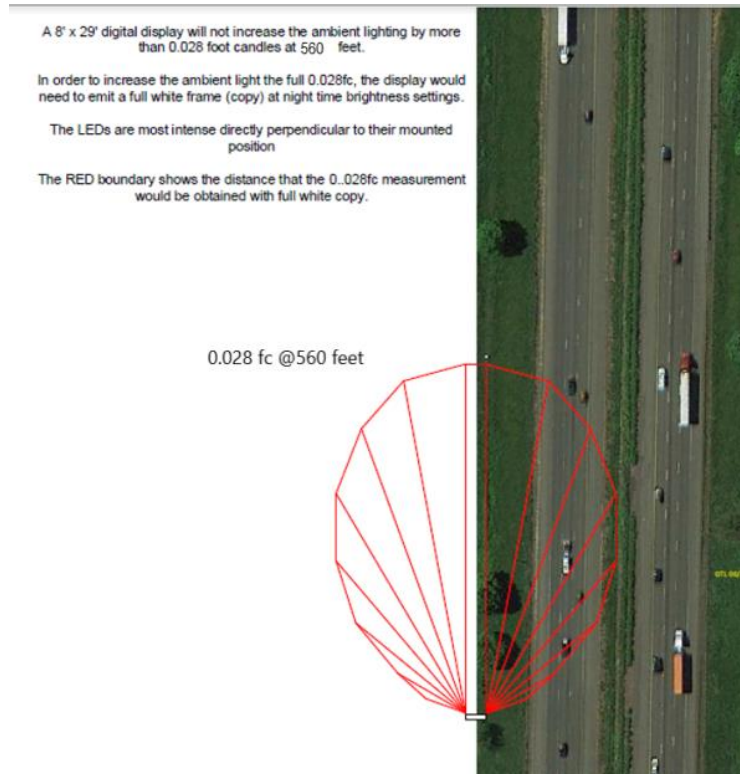 A 8' x 29' digital display will not increase the ambient lighting by more
than 0.028 foot candles at 560 feet.
In order to increase the ambient light the full 0.028fc, the display would
need to emit a full white frame (copy) at night time brightness settings.
The LEDs are most intense directly perpendicular to their mounted
position
The RED boundary shows the distance that the 0..028fc measurement
would be obtained with full white copy.
0.028 fc @560 feet